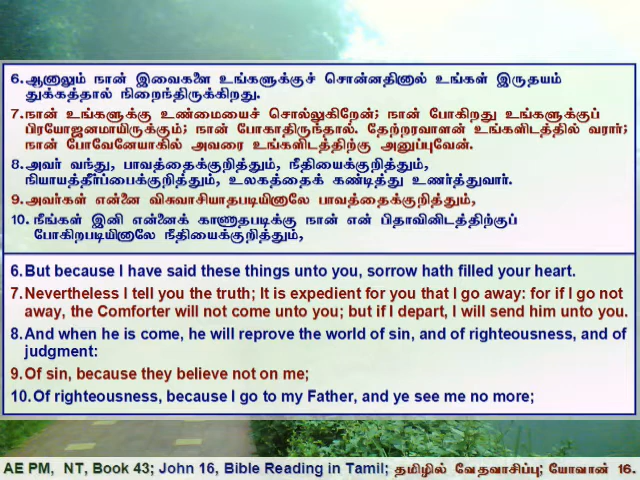 6. ஆனாலும் நான் இவைகளை உங்களுக்குச் சொன்னதினால் உங்கள் இருதயம்
துக்கத்தால் நிறைந்திருக்கிறது.
7. நான் உங்களுக்கு உண்மையைச் சொல்லுகிறேன்; நான் போகிறது உங்களுக்குப்
பிரயோஜனமாயிருக்கும்; நான் போகாதிருந்தால். தேற்றரவாளன் உங்களிடத்தில் வரார்;
நான் போவேனேயாகில் அவரை உங்களிடத்திற்கு அனுப்புவேன்.
8. அவர் வந்து, பாவத்தைக்குறித்தும், நீதியைக்குறித்தும்,
நியாயத்தீர்ப்பைக்குறித்தும், உலகத்தைக் கண்டித்து உணர்த்துவார்.
9. அவர்கள் என்னை விசுவாசியாதபடியினாலே பாவத்தைக்குறித்தும்,
10. நீங்கள் இனி என்னைக் காணாதபடிக்கு நான் என் பிதாவினிடத்திற்குப்
போகிறபடியினாலே நீதியைக்குறித்தும்,
6. But because I have said these things unto you, sorrow hath filled your heart.
7. Nevertheless I tell you the truth; It is expedient for you that I go away: for if I go not
away, the Comforter will not come unto you; but if I depart, I will send him unto you.
8. And when he is come, he will reprove the world of sin, and of righteousness, and of
judgment:
9. Of sin, because they believe not on me;
10. Of righteousness, because I go to my Father, and ye see me no more;
AE PM, NT, Book 43; John 16, Bible Reading in Tamil; தமிழில் வேதவாசிப்பு; யோவான் 16.